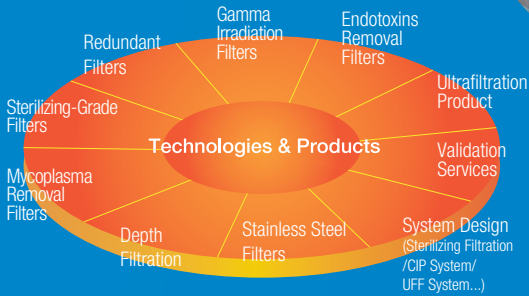 Gamma
Irradiation
Filters
Endotoxins
Removal
Filters
Redundant
Filters
Ultrafiltration
Product
Sterilizing-Grade
Filters
Technologies & Products
Validation
Services
Mycoplasma
Removal
Filters
Depth
Filtration
Stainless Steel
Filters
System Design
(Sterilizing Filtration
/CIP System/
UFF System...)